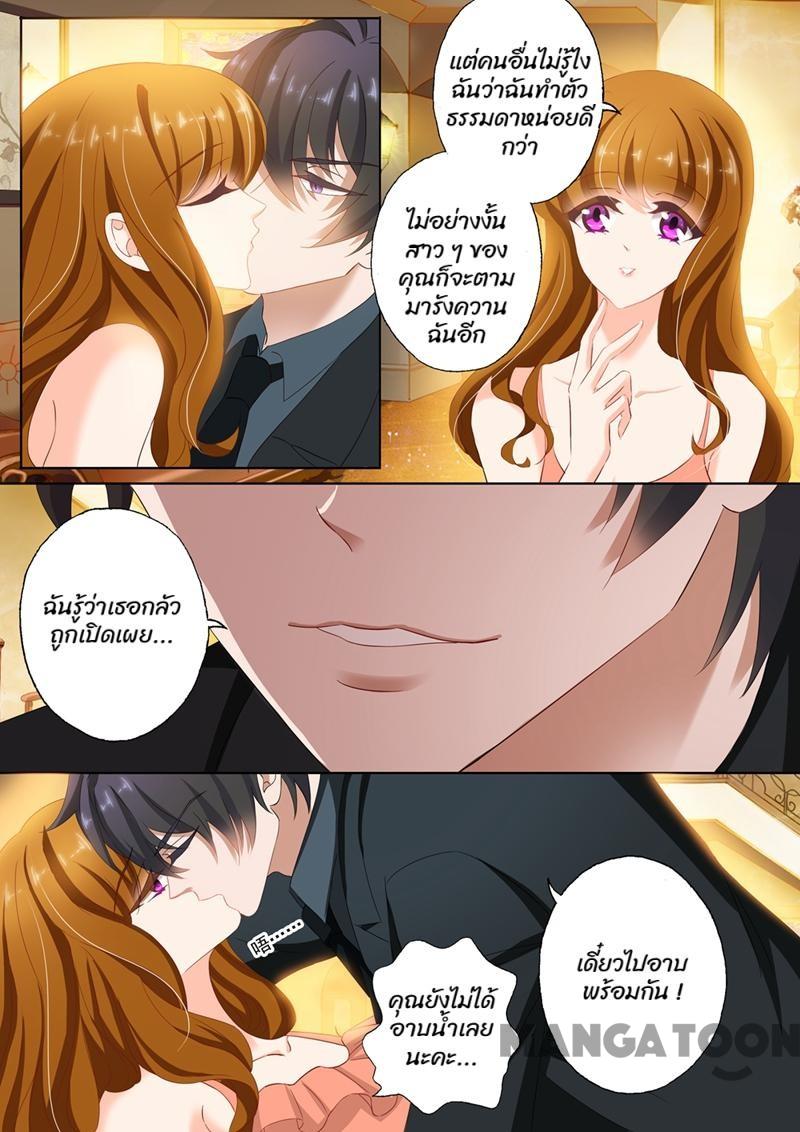 แต่คนอื่นไม่รู้ไง
ฉันว่าฉันทำตัว
ธรรมดาหน่อยดี
กว่า
ไม่อย่างงั้น
สาว ๆ ของ
คุณก็จะตาม
มารังควาน
ฉันอีก
ฉันรู้ว่าเธอกลัว
ถูกเปิดเผย...
唔......
คุณยังไม่ได้
อาบน้ำเลย
นะคะ...
เดี๋ยวไปอาบ
พร้อมกัน !
MANGATOON